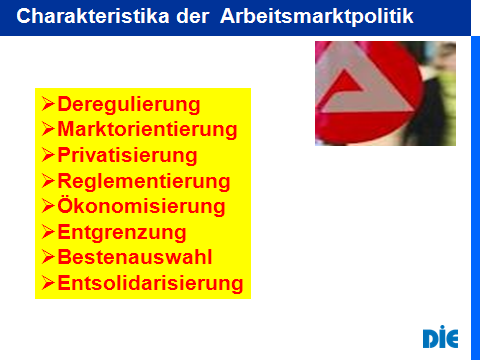 Charakteristika der Arbeitsmarktpolitik
Deregulierung
Marktorientierung
Privatisierung
Reglementierung
Ökonomisierung
Entgrenzung
Bestenauswahl
Entsolidarisierung
DIE